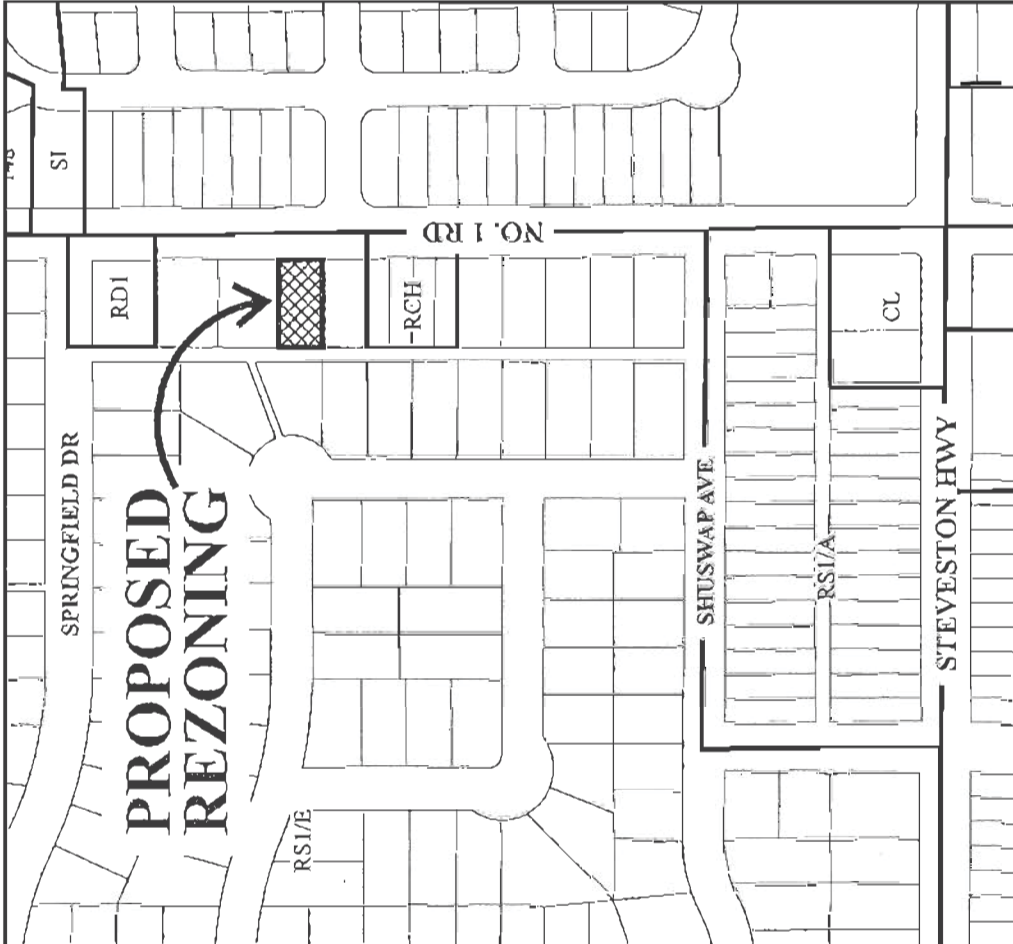 SI
NO. 1 RD
RD1
RCH
CL
SPRINGFIELD DR
PROPOSED
REZONING
SHUSWAP AVE
RS1/A
STEVESTON HWY
RS1/E